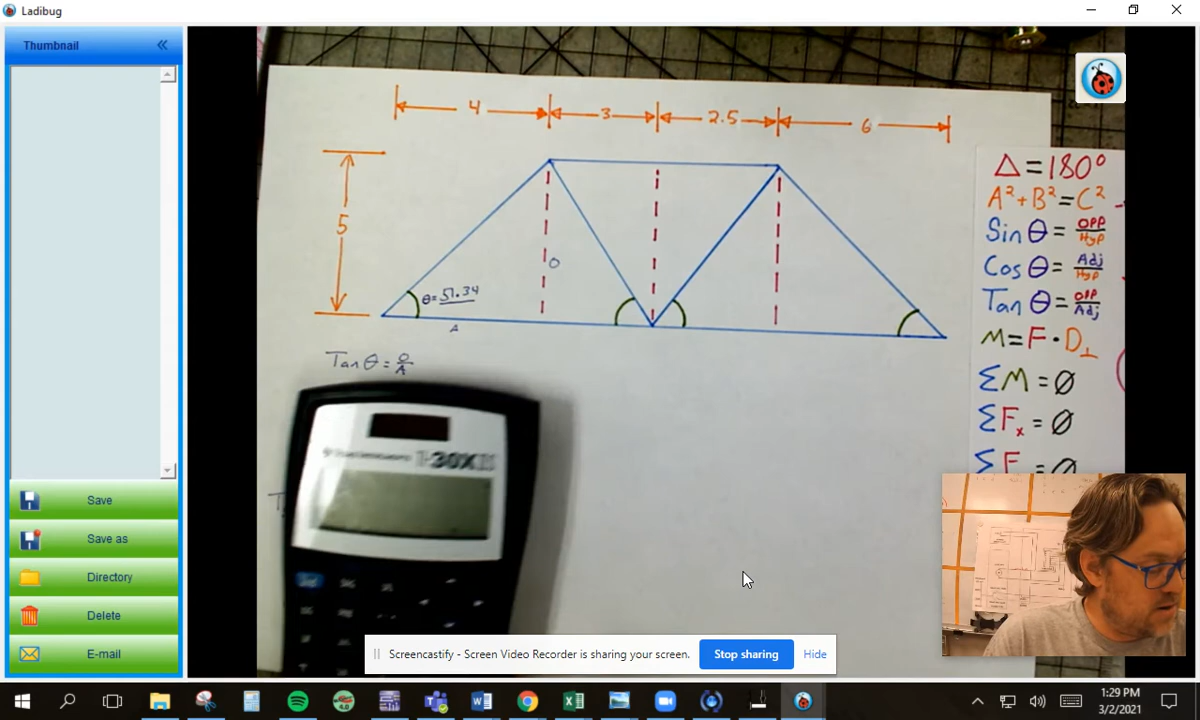 Ladibug
Thumbnail
Save
Save as
Directory
Delete
E-mail
4
3
2.5
6
5
θ = 51.34
O
A
Tan θ = O/A
Δ = 180°
A² + B² = C²
Sin θ = OPP/Hyp
Cos θ = Adj/Hyp
Tan θ = OPP/Adj
M = F · D⊥
ΣM = Ø
ΣFx = Ø
ΣF = Ø
Screencastify - Screen Video Recorder is sharing your screen.
Stop sharing
Hide
1:29 PM
3/2/2021